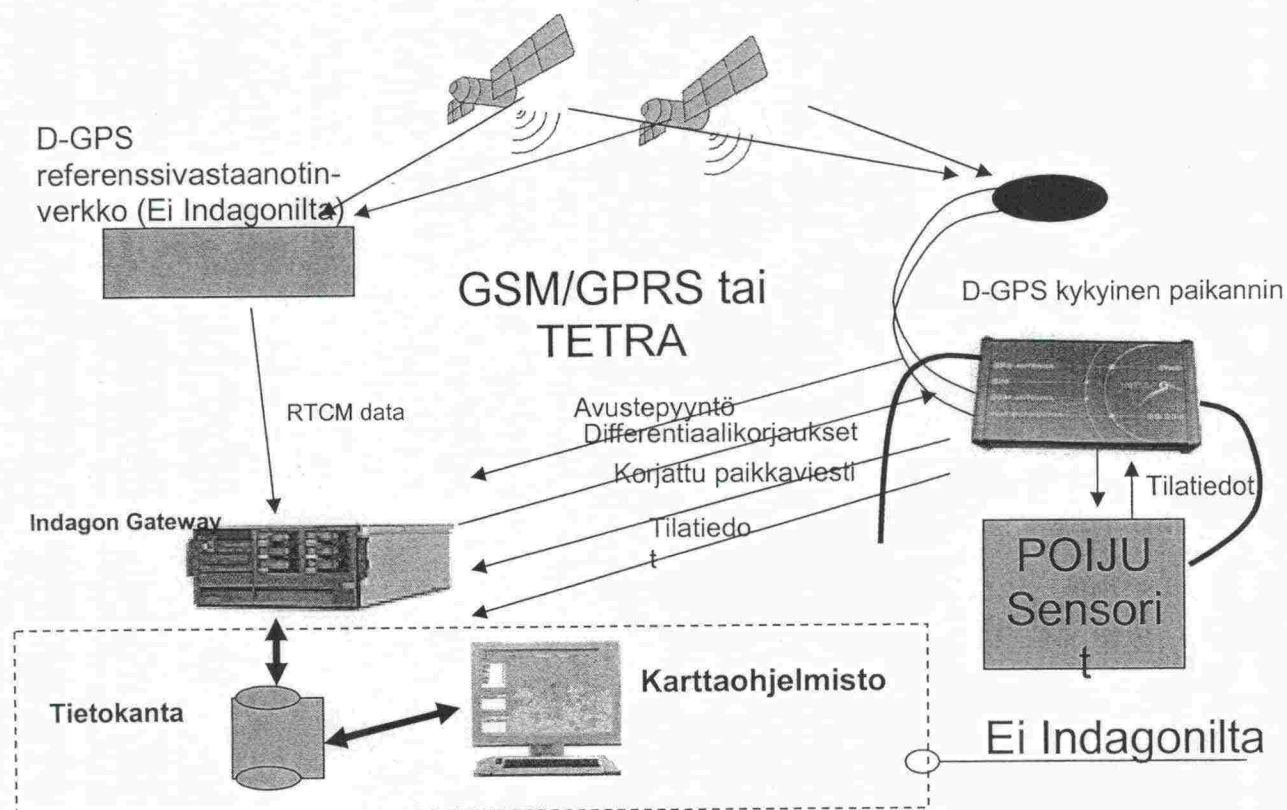 D-GPS
referenssivastaanotin-
verkko (Ei Indagonilta)
GSM/GPRS tai
TETRA
D-GPS kykyinen paikannin
RTCM data
Avustepyyntö
Differentiaalikorjaukset
Korjattu paikkaviesti
Tilatiedo
t
Tilatiedot
Indagon Gateway
POIJU
Sensori
t
Tietokanta
Karttaohjelmisto
Ei Indagonilta